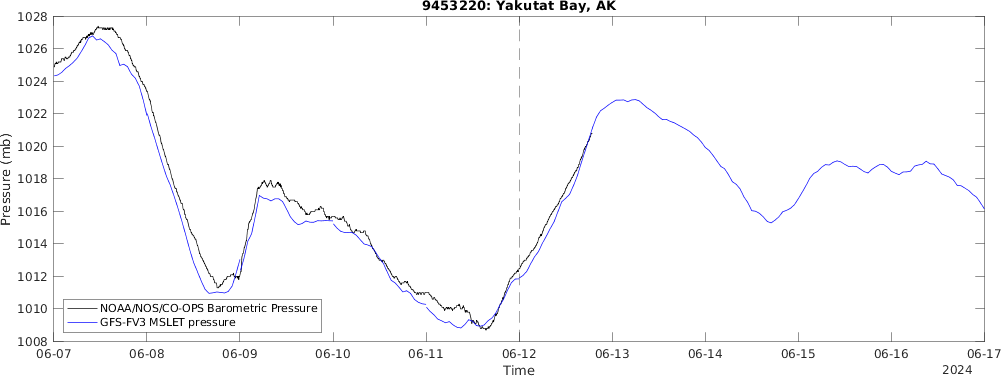 9453220: Yakutat Bay, AK
1028
1026
1024
1022
1020
1018
1016
1014
1012
1010
1008
Pressure (mb)
NOAA/NOS/CO-OPS Barometric Pressure
GFS-FV3 MSLET pressure
06-07 06-08 06-09 06-10 06-11 06-12 06-13 06-14 06-15 06-16 06-17
Time
2024